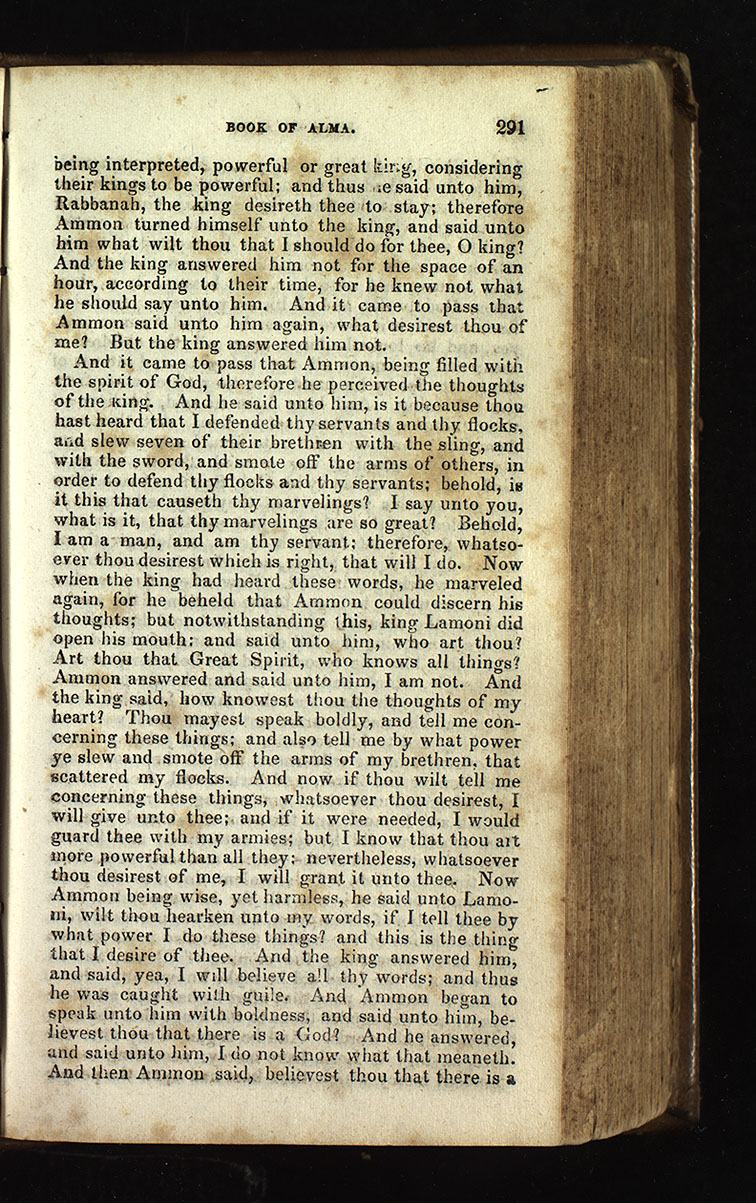 BOOK OF ALMA. 291
being interpreted, powerful or great king, considering
their kings to be powerful; and thus he said unto him,
Rabbanah, the king desireth thee to stay; therefore
Ammon turned himself unto the king, and said unto
him what wilt thou that I should do for thee, O king?
And the king answered him not for the space of an
hour, according to their time, for he knew not what
he should say unto him. And it came to pass that
Ammon said unto him again, what desirest thou of
me? But the king answered him not.
And it came to pass that Ammon, being filled with
the spirit of God, therefore he perceived the thoughts
of the king. And he said unto him, is it because thou
hast heard that I defended thy servants and thy flocks,
and slew seven of their brethren with the sling, and
with the sword, and smote off the arms of others, in
order to defend thy flocks and thy servants; behold, is
it this that causeth thy marvelings? I say unto you,
what is it, that thy marvelings are so great? Behold,
I am a man, and am thy servant; therefore, whatso-
ever thou desirest which is right, that will I do. Now
when the king had heard these words, he marveled
again, for he beheld that Ammon could discern his
thoughts; but notwithstanding this, king Lamoni did
open his mouth; and said unto him, who art thou?
Art thou that Great Spirit, who knows all things?
Ammon answered and said unto him, I am not. And
the king said, how knowest thou the thoughts of my
heart? Thou mayest speak boldly, and tell me con-
cerning these things; and also tell me by what power
ye slew and smote off the arms of my brethren, that
scattered my flocks. And now if thou wilt tell me
concerning these things, whatsoever thou desirest, I
will give unto thee; and if it were needed, I would
guard thee with my armies; but I know that thou art
more powerful than all they; nevertheless, whatsoever
thou desirest of me, I will grant it unto thee. Now
Ammon being wise, yet harmless, he said unto Lamo-
ni, wilt thou hearken unto my words, if I tell thee by
what power I do these things? and this is the thing
that I desire of thee. And the king answered him,
and said, yea, I will believe all thy words; and thus
he was caught with guile. And Ammon began to
speak unto him with boldness, and said unto him, be-
lievest thou that there is a God? And he answered,
and said unto him, I do not know what that meaneth.
And then Ammon said, believest thou that there is a